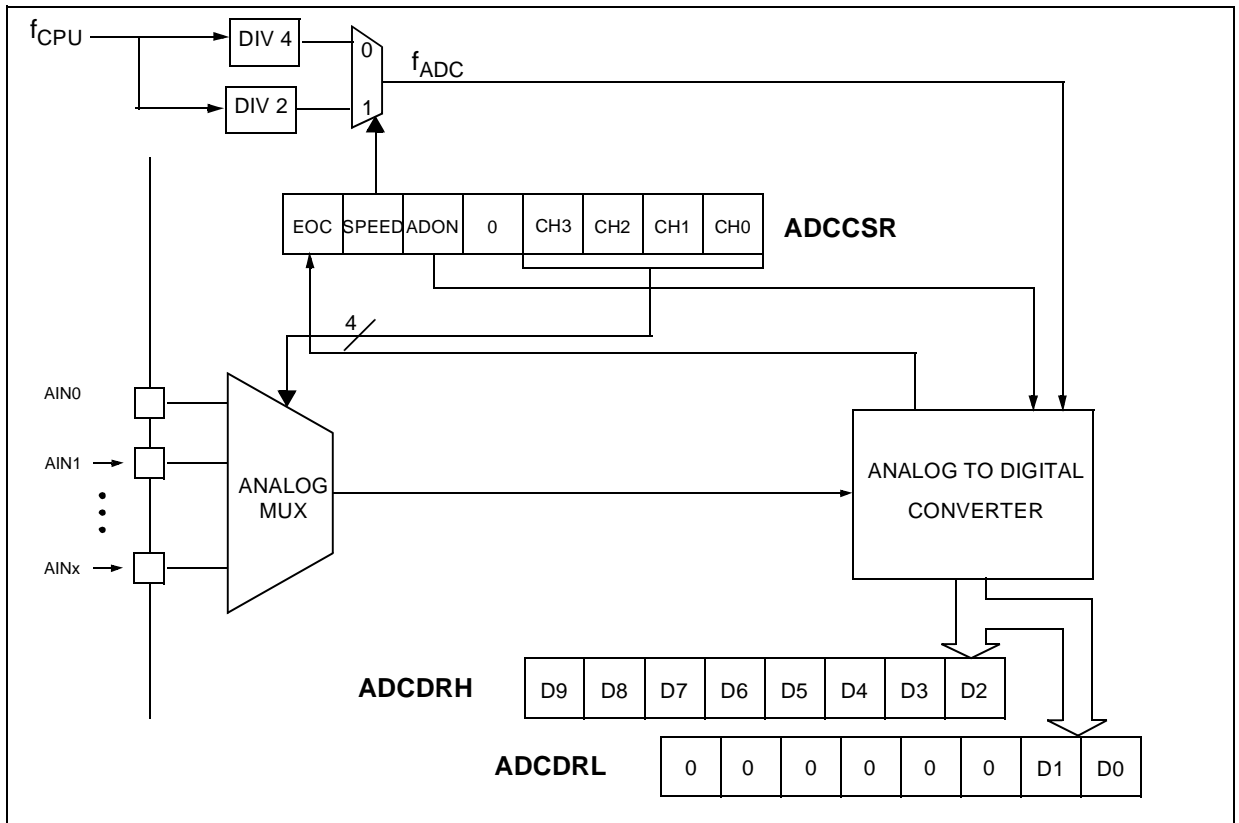 fCPU
DIV 4
0
fADC
DIV 2
1
EOC SPEED ADON 0 CH3 CH2 CH1 CH0 ADCCSR
4
AIN0
AIN1
ANALOG MUX
AINx
ANALOG TO DIGITAL
CONVERTER
ADCDRH D9 D8 D7 D6 D5 D4 D3 D2
ADCDRL 0 0 0 0 0 0 D1 D0